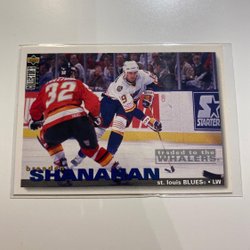 32
9
STARTER
traded to the
WHALERS
SHANAHAN
st. louis BLUES • LW